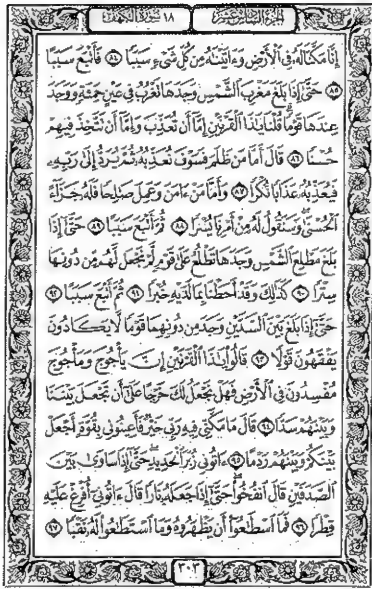 الجزء السادس عشر
١٨ سورة الكهف
إِنَّا مَكَّنَّا لَهُۥ فِى ٱلْأَرْضِ وَءَاتَيْنَٰهُ مِن كُلِّ شَىْءٍ سَبَبًا ٨٤ فَأَتْبَعَ سَبَبًا
٨٥ حَتَّىٰٓ إِذَا بَلَغَ مَغْرِبَ ٱلشَّمْسِ وَجَدَهَا تَغْرُبُ فِى عَيْنٍ حَمِئَةٍ وَوَجَدَ
عِندَهَا قَوْمًا ۗ قُلْنَا يَٰذَا ٱلْقَرْنَيْنِ إِمَّآ أَن تُعَذِّبَ وَإِمَّآ أَن تَتَّخِذَ فِيهِمْ
حُسْنًا ٨٦ قَالَ أَمَّا مَن ظَلَمَ فَسَوْفَ نُعَذِّبُهُۥ ثُمَّ يُرَدُّ إِلَىٰ رَبِّهِۦ
فَيُعَذِّبُهُۥ عَذَابًا نُّكْرًا ٨٧ وَأَمَّا مَنْ ءَامَنَ وَعَمِلَ صَٰلِحًا فَلَهُۥ جَزَآءً
ٱلْحُسْنَىٰ ۖ وَسَنَقُولُ لَهُۥ مِنْ أَمْرِنَا يُسْرًا ٨٨ ثُمَّ أَتْبَعَ سَبَبًا ٨٩ حَتَّىٰٓ إِذَا
بَلَغَ مَطْلِعَ ٱلشَّمْسِ وَجَدَهَا تَطْلُعُ عَلَىٰ قَوْمٍ لَّمْ نَجْعَل لَّهُم مِّن دُونِهَا
سِتْرًا ٩٠ كَذَٰلِكَ وَقَدْ أَحَطْنَا بِمَا لَدَيْهِ خُبْرًا ٩١ ثُمَّ أَتْبَعَ سَبَبًا ٩٢
حَتَّىٰٓ إِذَا بَلَغَ بَيْنَ ٱلسَّدَّيْنِ وَجَدَ مِن دُونِهِمَا قَوْمًا لَّا يَكَادُونَ
يَفْقَهُونَ قَوْلًا ٩٣ قَالُوا۟ يَٰذَا ٱلْقَرْنَيْنِ إِنَّ يَأْجُوجَ وَمَأْجُوجَ
مُفْسِدُونَ فِى ٱلْأَرْضِ فَهَلْ نَجْعَلُ لَكَ خَرْجًا عَلَىٰٓ أَن تَجْعَلَ بَيْنَنَا
وَبَيْنَهُمْ سَدًّا ٩٤ قَالَ مَا مَكَّنِّى فِيهِ رَبِّى خَيْرٌ فَأَعِينُونِى بِقُوَّةٍ أَجْعَلْ
بَيْنَكُمْ وَبَيْنَهُمْ رَدْمًا ٩٥ ءَاتُونِى زُبَرَ ٱلْحَدِيدِ ۖ حَتَّىٰٓ إِذَا سَاوَىٰ بَيْنَ
ٱلصَّدَفَيْنِ قَالَ ٱنفُخُوا۟ ۖ حَتَّىٰٓ إِذَا جَعَلَهُۥ نَارًا قَالَ ءَاتُونِىٓ أُفْرِغْ عَلَيْهِ
قِطْرًا ٩٦ فَمَا ٱسْطَٰعُوٓا۟ أَن يَظْهَرُوهُ وَمَا ٱسْتَطَٰعُوا۟ لَهُۥ نَقْبًا ٩٧
٣٠٣